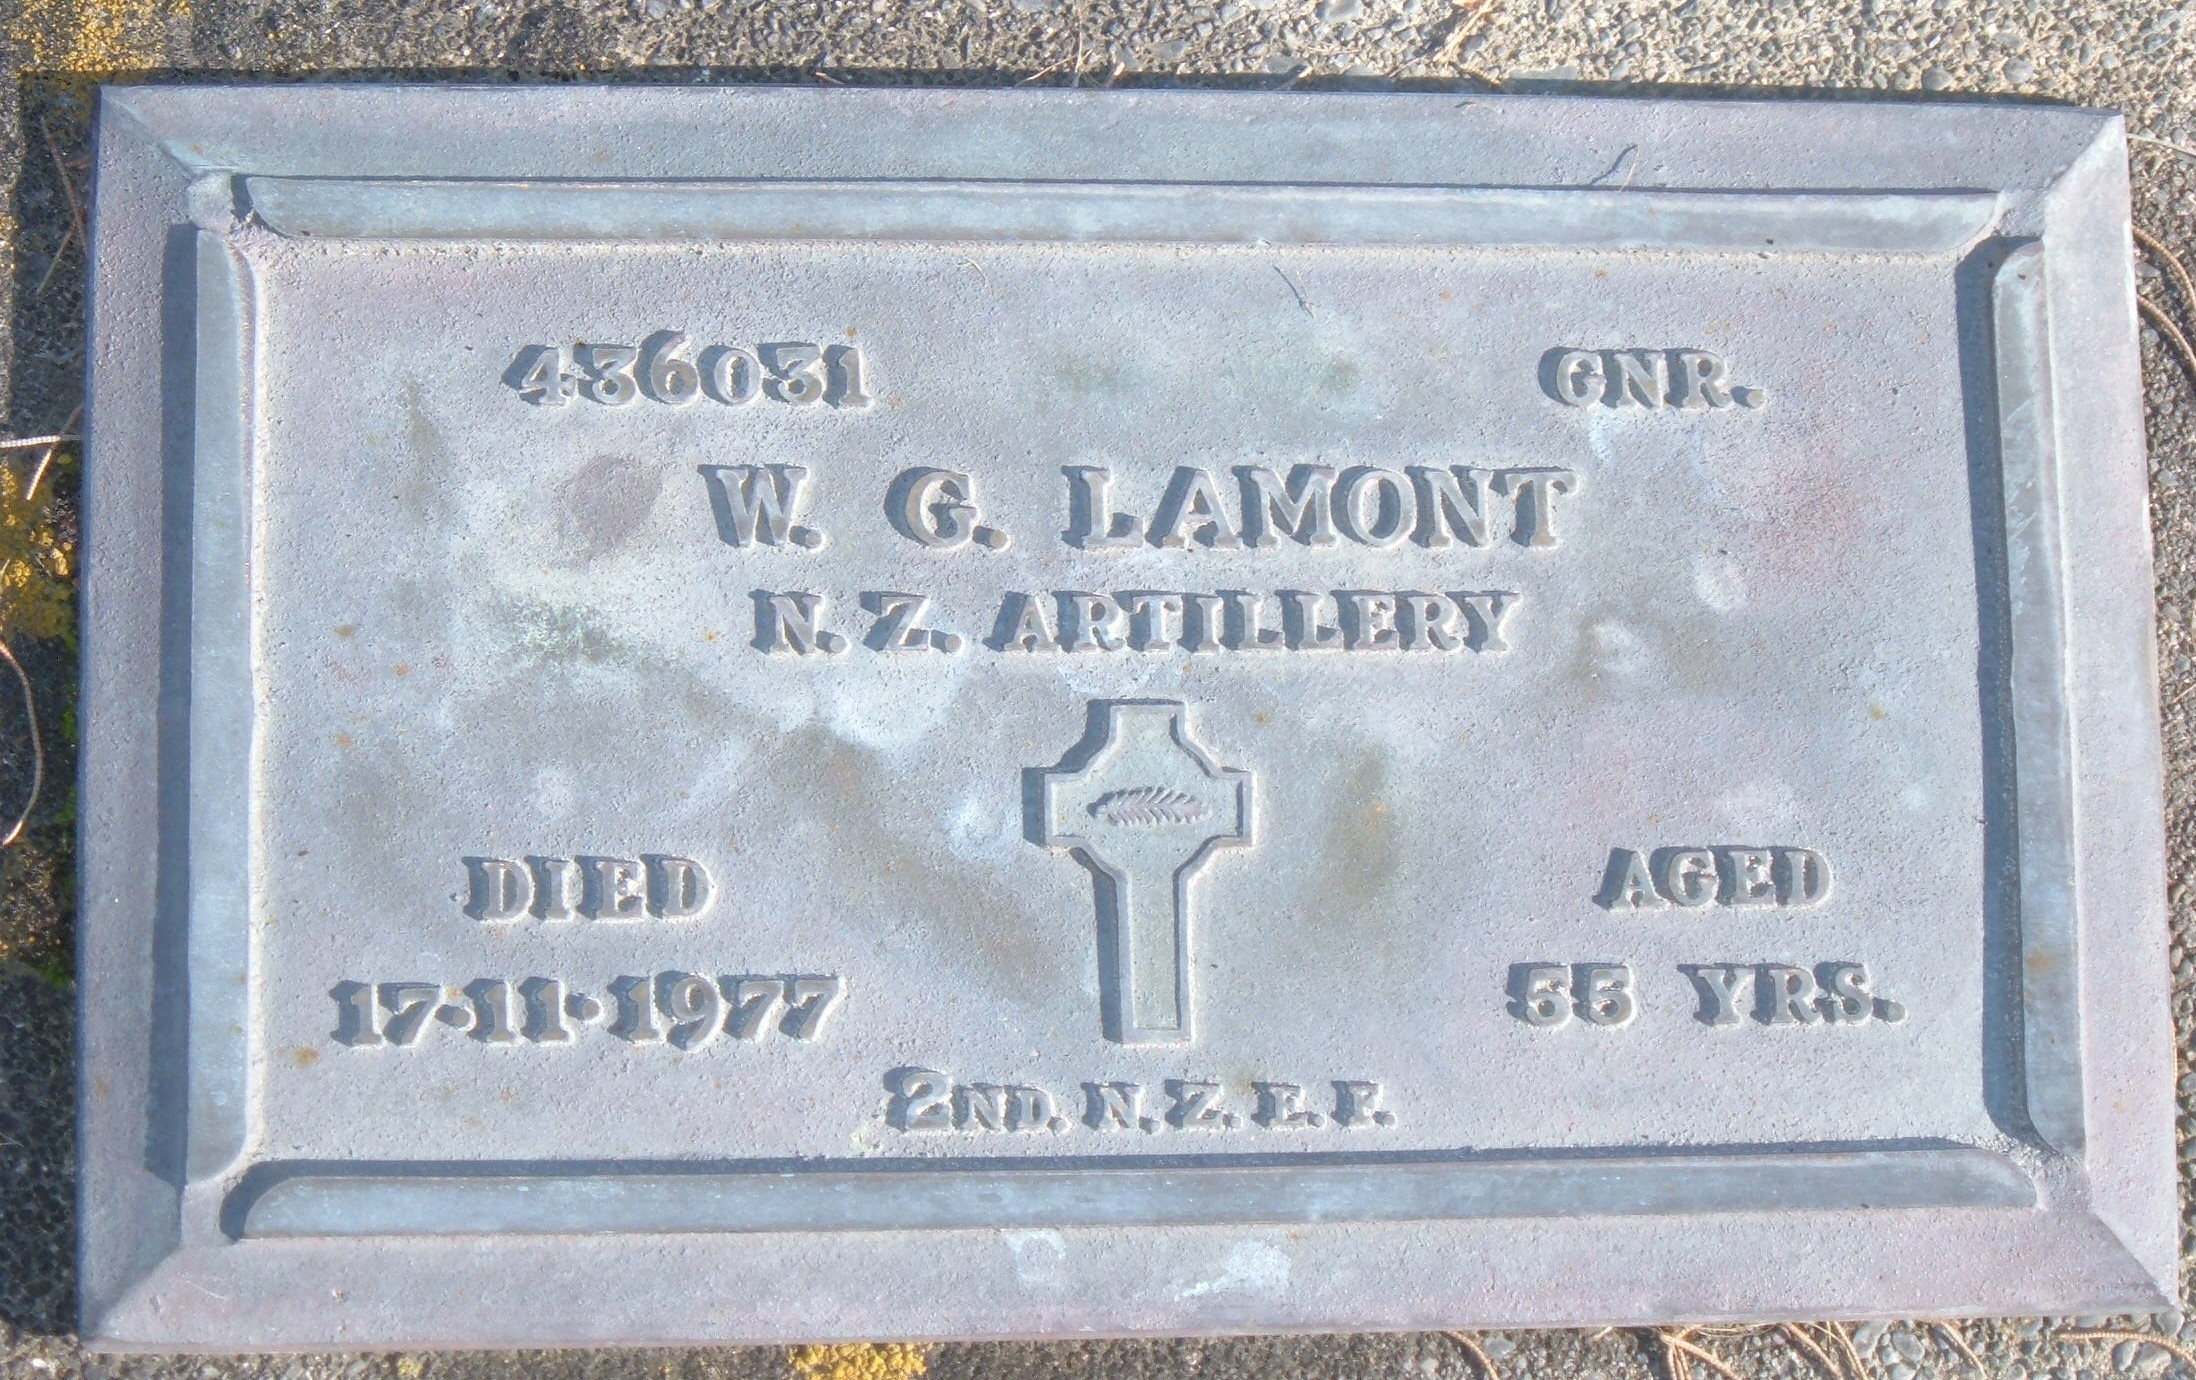 436031 GNR.
W. G. LAMONT
N. Z. ARTILLERY
DIED AGED
17·11·1977 55 YRS.
2ND. N. Z. E. F.